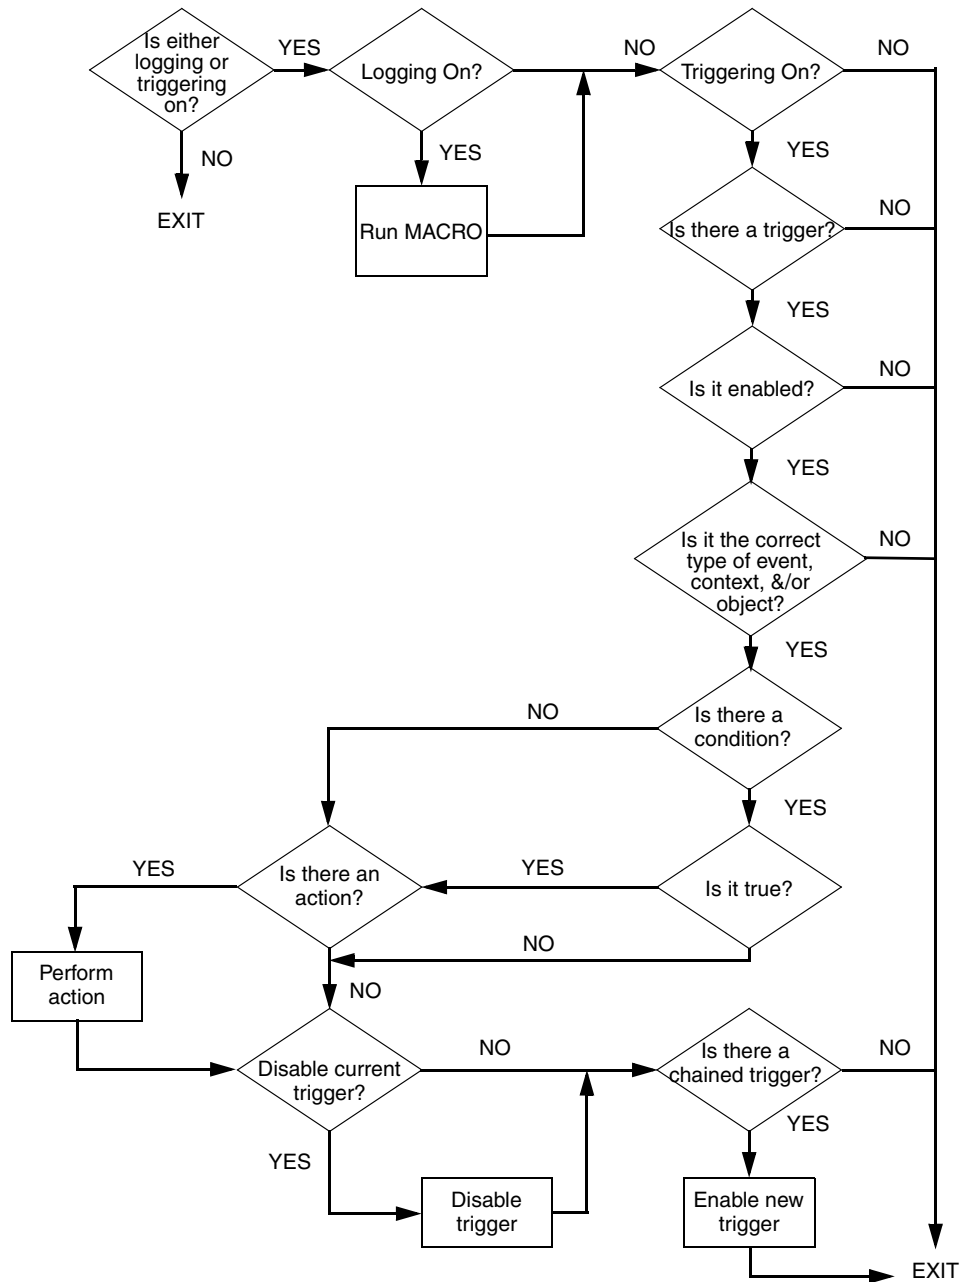 Is either
logging or
triggering
on?
YES
Logging On?
NO
Triggering On?
NO
NO
EXIT
YES
Run MACRO
YES
Is there a trigger?
NO
YES
Is it enabled?
NO
YES
Is it the correct
type of event,
context, &/or
object?
NO
YES
Is there a
condition?
NO
YES
Is it true?
YES
Is there an
action?
YES
Perform
action
NO
NO
Disable current
trigger?
NO
Is there a
chained trigger?
NO
YES
Disable
trigger
YES
Enable new
trigger
EXIT